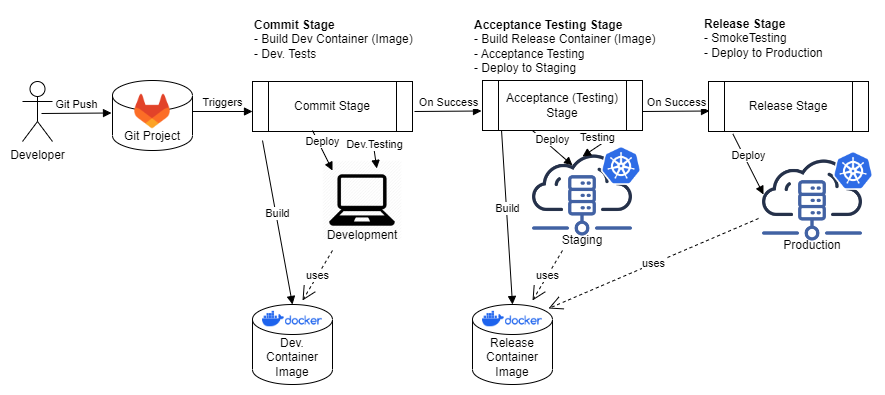 Commit Stage
- Build Dev Container (Image)
- Dev. Tests
Acceptance Testing Stage
- Build Release Container (Image)
- Acceptance Testing
- Deploy to Staging
Release Stage
- SmokeTesting
- Deploy to Production
Developer
Git Push
Git Project
Triggers
Commit Stage
On Success
Acceptance (Testing)
Stage
On Success
Release Stage
Deploy
Dev.Testing
Development
Build
uses
docker
Dev.
Container
Image
Deploy
Testing
Staging
Build
uses
docker
Release
Container
Image
Deploy
Production
uses